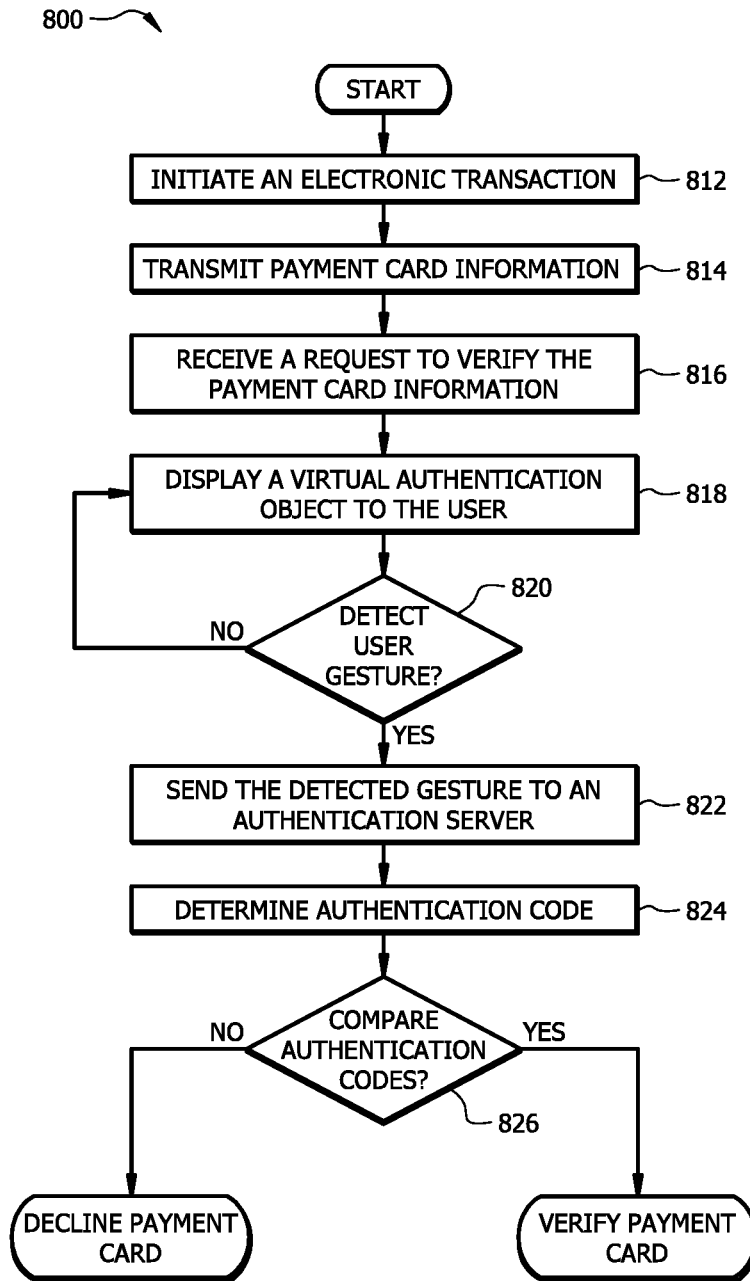 800
START
INITIATE AN ELECTRONIC TRANSACTION
812
TRANSMIT PAYMENT CARD INFORMATION
814
RECEIVE A REQUEST TO VERIFY THE
PAYMENT CARD INFORMATION
816
DISPLAY A VIRTUAL AUTHENTICATION
OBJECT TO THE USER
818
820
DETECT
USER
GESTURE?
NO
YES
SEND THE DETECTED GESTURE TO AN
AUTHENTICATION SERVER
822
DETERMINE AUTHENTICATION CODE
824
NO
COMPARE
AUTHENTICATION
CODES?
YES
826
DECLINE PAYMENT
CARD
VERIFY PAYMENT
CARD